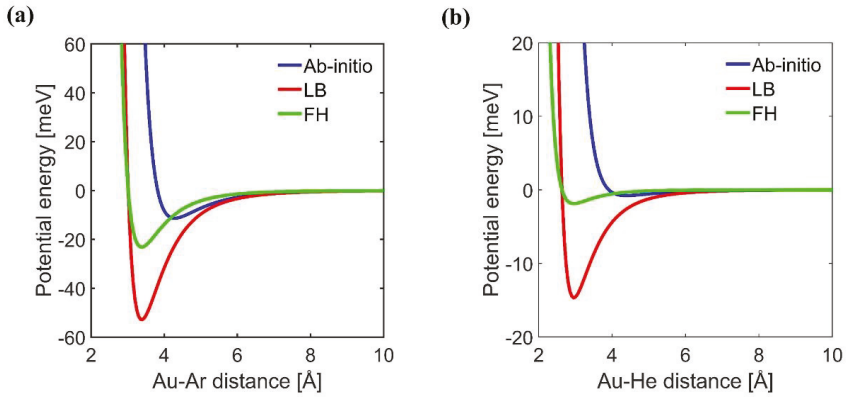 (a)
60
40
20
0
-20
-40
-60
Potential energy [meV]
Ab-initio
LB
FH
2
4
6
8
10
Au-Ar distance [Å]
(b)
20
10
0
-10
-20
Potential energy [meV]
Ab-initio
LB
FH
2
4
6
8
10
Au-He distance [Å]